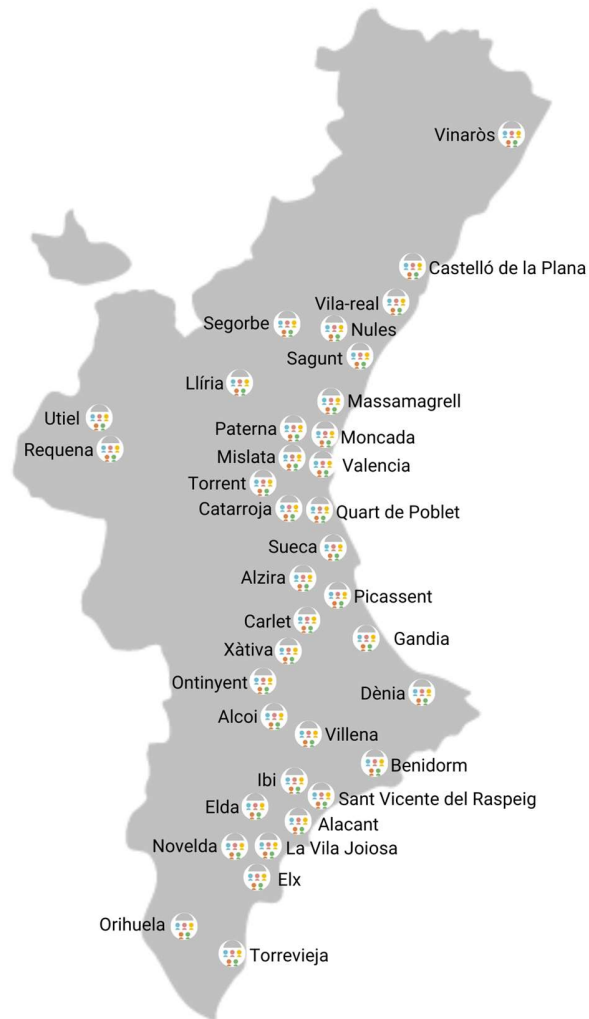 Vinaròs
Castelló de la Plana
Vila-real
Segorbe
Nules
Sagunt
Llíria
Massamagrell
Utiel
Paterna
Moncada
Requena
Mislata
Valencia
Torrent
Catarroja
Quart de Poblet
Sueca
Alzira
Picassent
Carlet
Gandia
Xàtiva
Ontinyent
Dènia
Alcoi
Villena
Benidorm
Ibi
Sant Vicente del Raspeig
Elda
Alacant
Novelda
La Vila Joiosa
Elx
Orihuela
Torrevieja